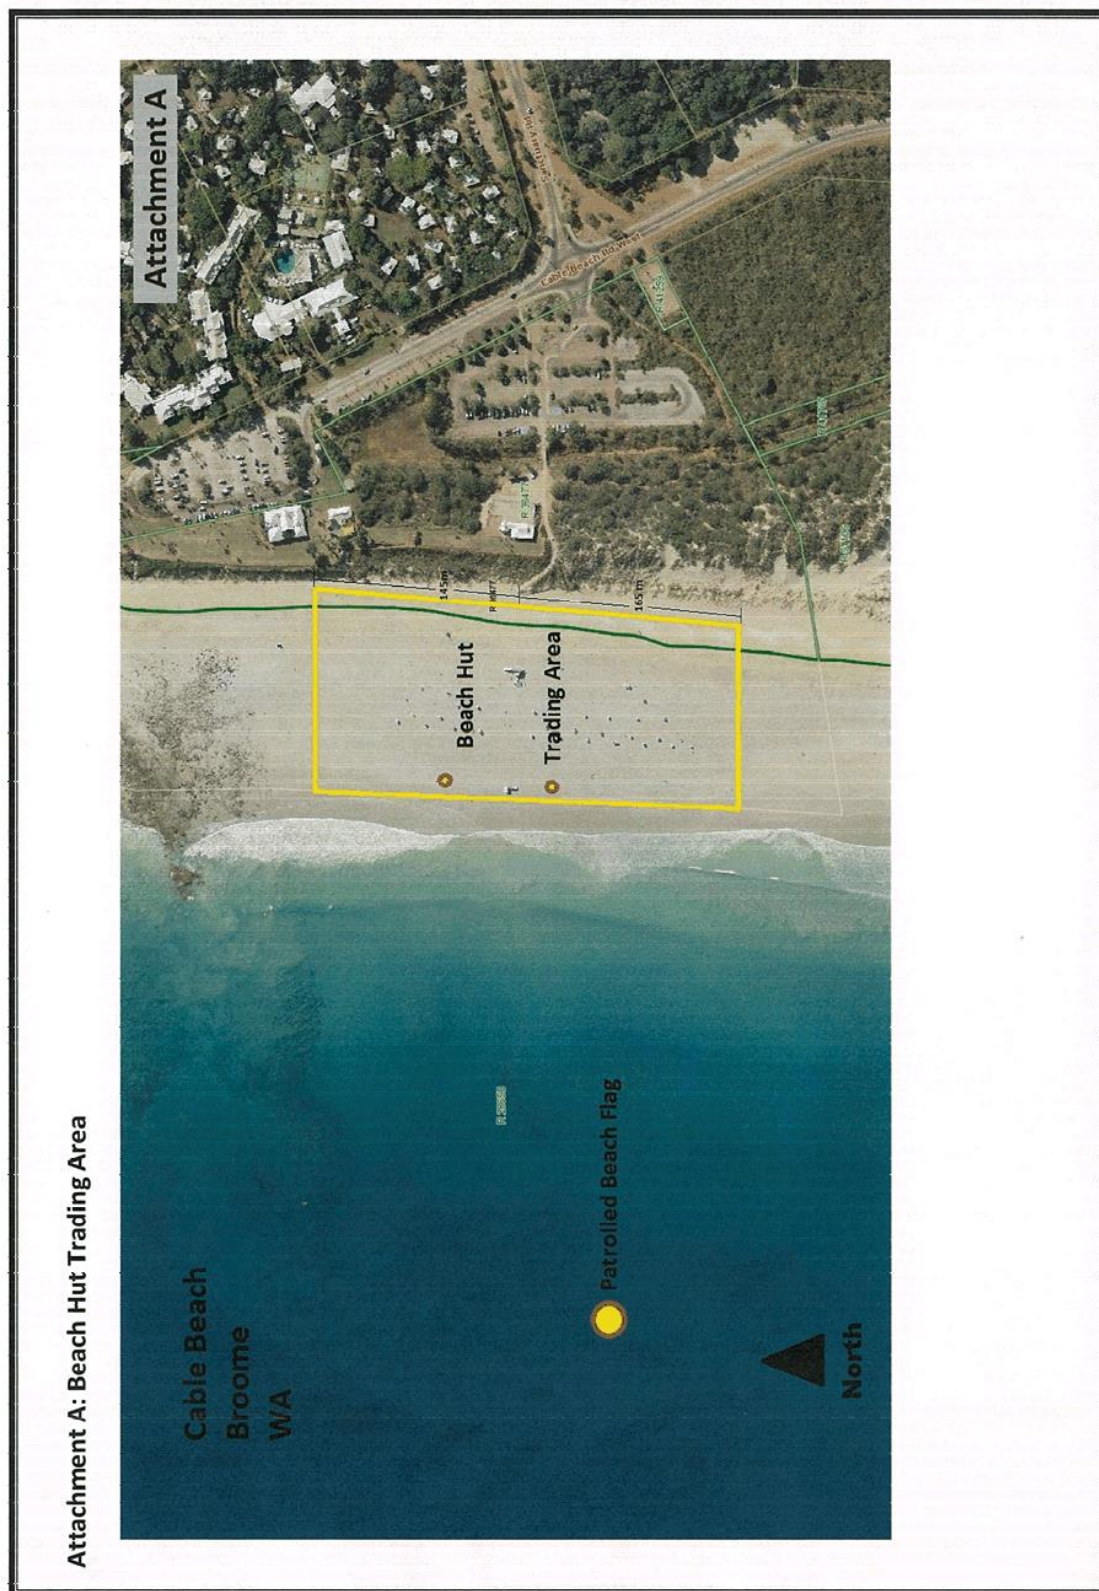 Attachment A: Beach Hut Trading Area
Attachment A
Cable Beach
Broome
WA
Patrolled Beach Flag
North
Beach Hut
Trading Area
145m
165 m
Cable Beach Rd West